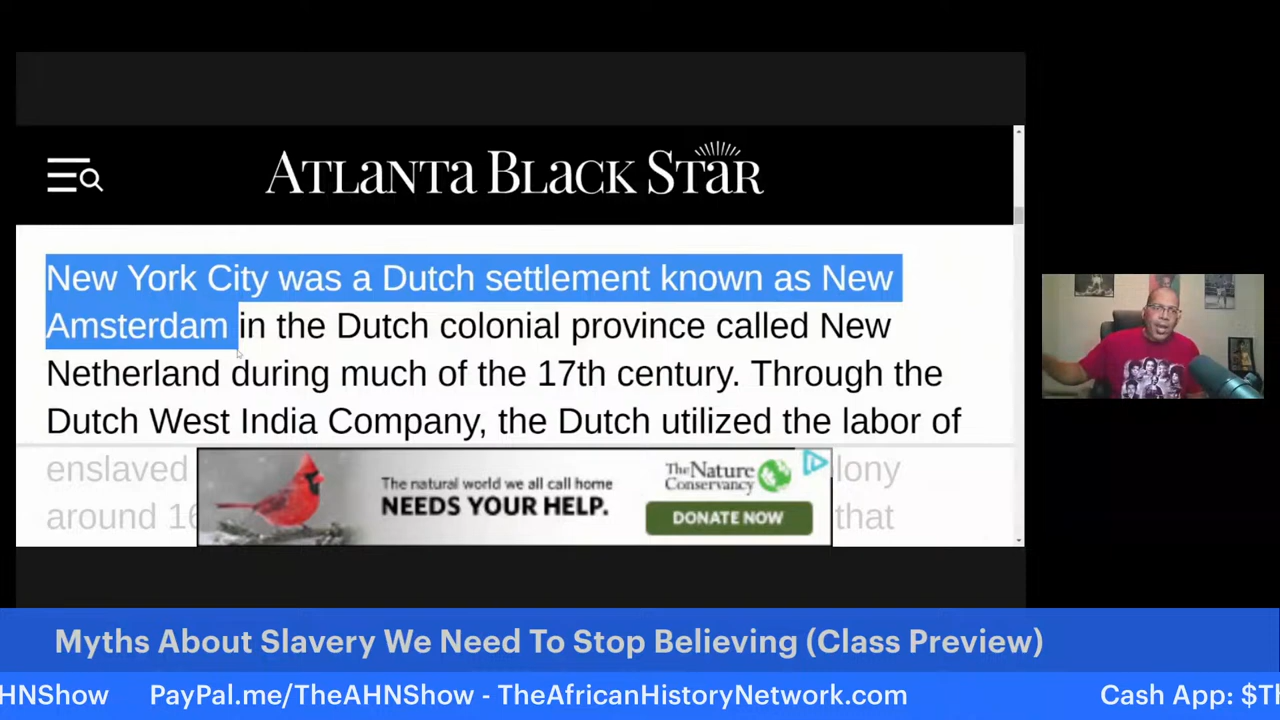 ATLANTA BLACK STAR
New York City was a Dutch settlement known as New
Amsterdam in the Dutch colonial province called New
Netherland during much of the 17th century. Through the
Dutch West India Company, the Dutch utilized the labor of
enslaved lony
around 16 that
The natural world we all call home
NEEDS YOUR HELP.
The Nature
Conservancy
DONATE NOW
Myths About Slavery We Need To Stop Believing (Class Preview)
HNShow PayPal.me/TheAHNShow - TheAfricanHistoryNetwork.com Cash App: $Th